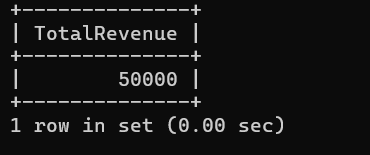 +--------------+
| TotalRevenue |
+--------------+
|        50000 |
+--------------+
1 row in set (0.00 sec)